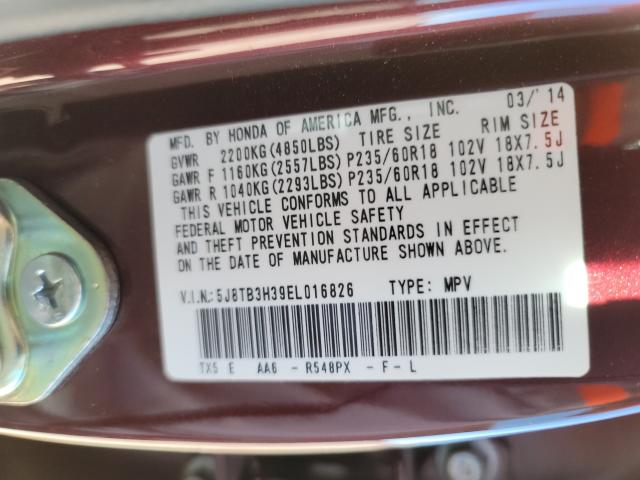 MFD. BY HONDA OF AMERICA MFG., INC. 03/'14
GVWR 2200KG(4850LBS) TIRE SIZE RIM SIZE
GAWR F 1160KG(2557LBS) P235/60R18 102V 18X7.5J
GAWR R 1040KG(2293LBS) P235/60R18 102V 18X7.5J
THIS VEHICLE CONFORMS TO ALL APPLICABLE
FEDERAL MOTOR VEHICLE SAFETY
AND THEFT PREVENTION STANDARDS IN EFFECT
ON THE DATE OF MANUFACTURE SHOWN ABOVE.
V.I.N.: 5J8TB3H39EL016826 TYPE: MPV
TX5 E AA6 - R548PX - F - L